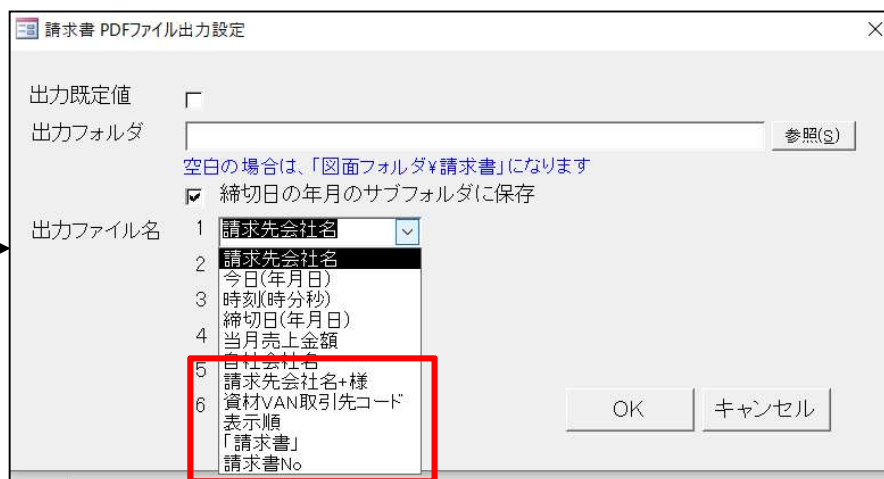 請求書 PDFファイル出力設定
出力既定値
出力フォルダ
参照(S)
空白の場合は、「図面フォルダ¥請求書」になります
締切日の年月のサブフォルダに保存
出力ファイル名
1 請求先会社名
2
3
4
5
6
請求先会社名
今日(年月日)
時刻(時分秒)
締切日(年月日)
当月売上金額
自社会社名
請求先会社名+様
資材VAN取引先コード
表示順
「請求書」
請求書No
OK
キャンセル